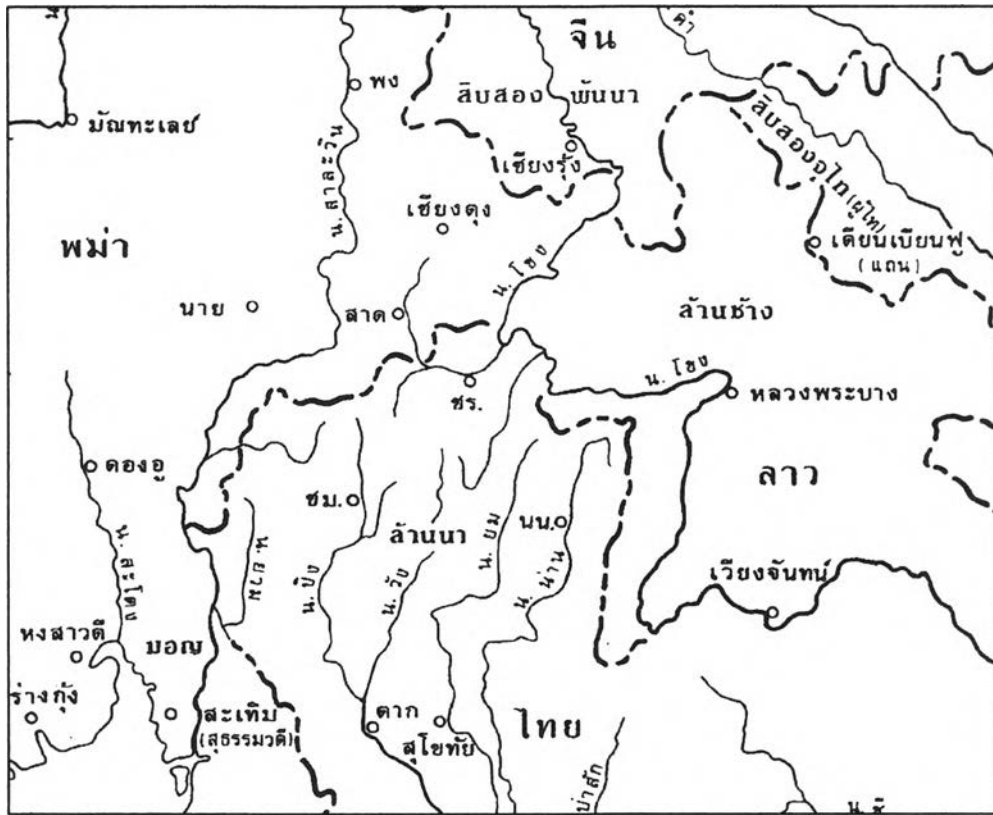 จีน
ดำ
พง
สิบสอง พันนา
มัณฑะเลย์
สิบสองจุไท (ผู้ไท)
เชียงรุ้ง
น. สาละวิน
เชียงตุง
เดียนเบียนฟู
(แถน)
พม่า
น. โขง
นาย
สาด
ล้านช้าง
น. โขง
ชร.
หลวงพระบาง
ตองอู
ลาว
ชม.
ล้านนา
น. ยม
นน.
น. น่าน
น. สะโตง
น. ยวม
น. ปิง
น. วัง
เวียงจันทน์
หงสาวดี
มอญ
ร่างกุ้ง
สะเทิม
(สุธรรมวดี)
ตาก
สุโขทัย
ไทย
ป่าสัก
น. ชี